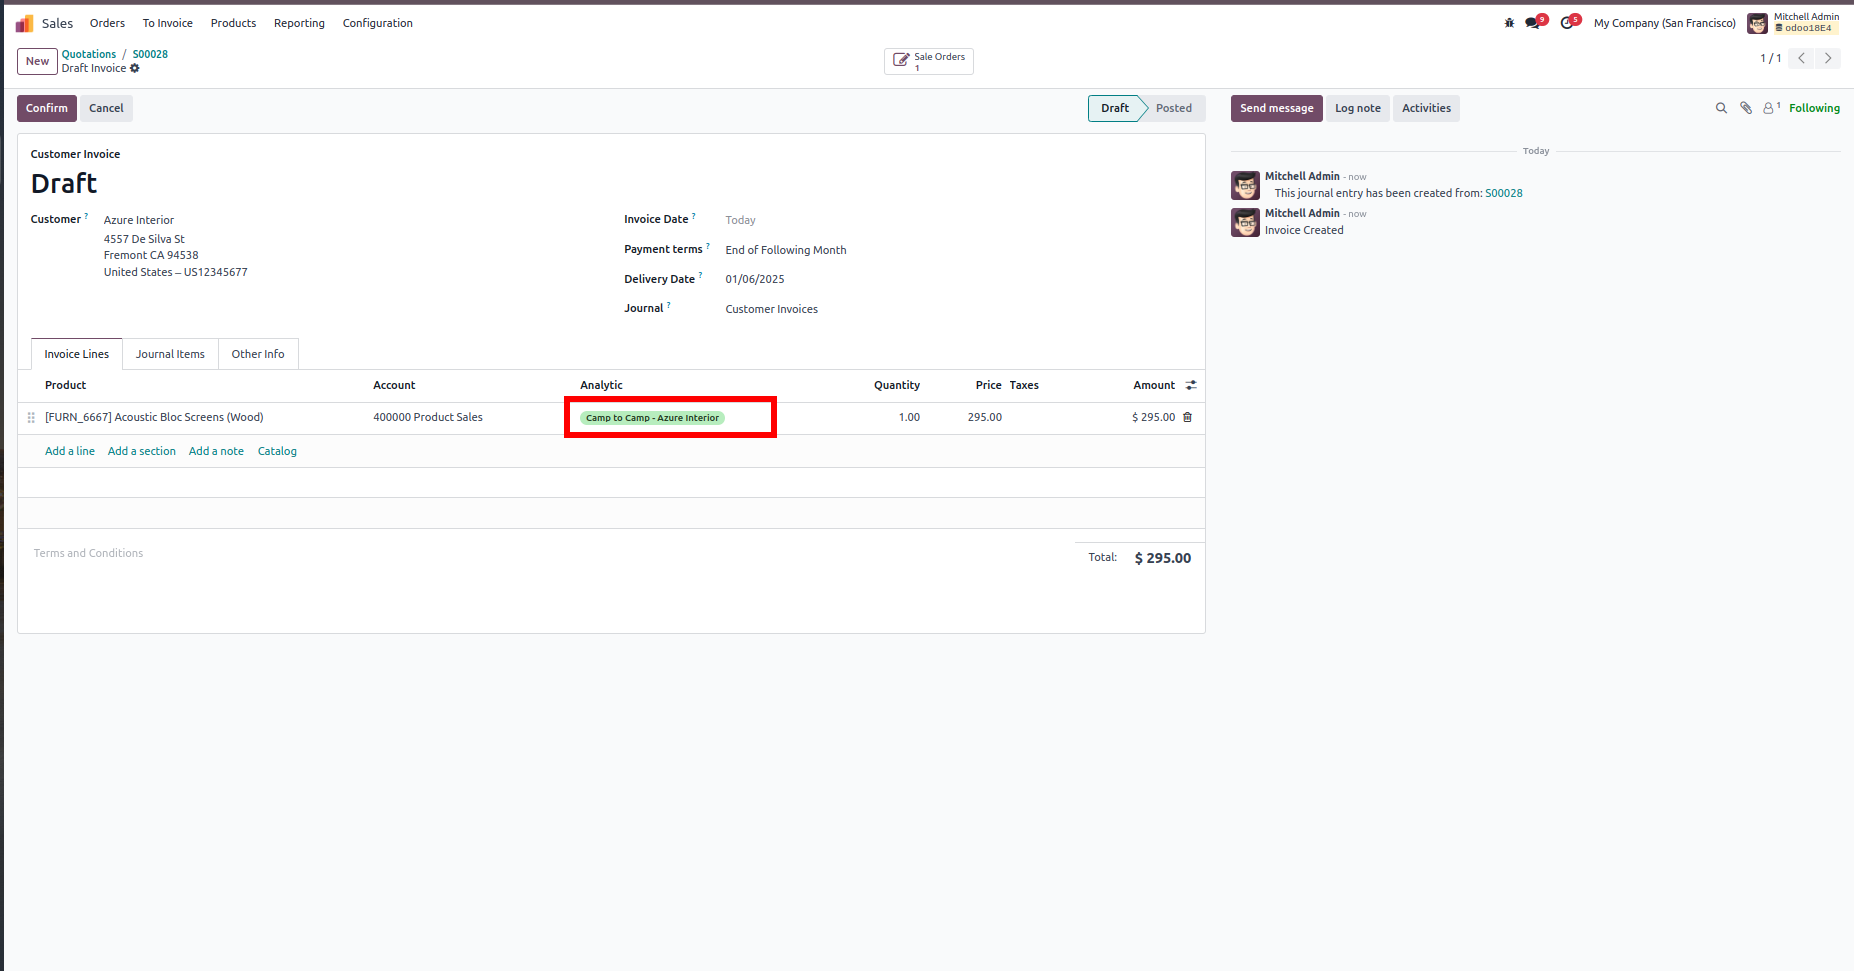 Sales Orders To Invoice Products Reporting Configuration 9 5 My Company (San Francisco) Mitchell Admin
odoo18E4
New Quotations / S00028 Sale Orders 1 / 1
Draft Invoice 1
Confirm Cancel Draft Posted Send message Log note Activities 1 Following
Customer Invoice
Draft
Customer ? Azure Interior
4557 De Silva St
Fremont CA 94538
United States – US12345677
Invoice Date ? Today
Payment terms ? End of Following Month
Delivery Date ? 01/06/2025
Journal ? Customer Invoices
Invoice Lines Journal Items Other Info
Product Account Analytic Quantity Price Taxes Amount
[FURN_6667] Acoustic Bloc Screens (Wood) 400000 Product Sales Camp to Camp - Azure Interior 1.00 295.00 $ 295.00
Add a line Add a section Add a note Catalog
Terms and Conditions
Total: $ 295.00
Today
Mitchell Admin - now
This journal entry has been created from: S00028
Mitchell Admin - now
Invoice Created